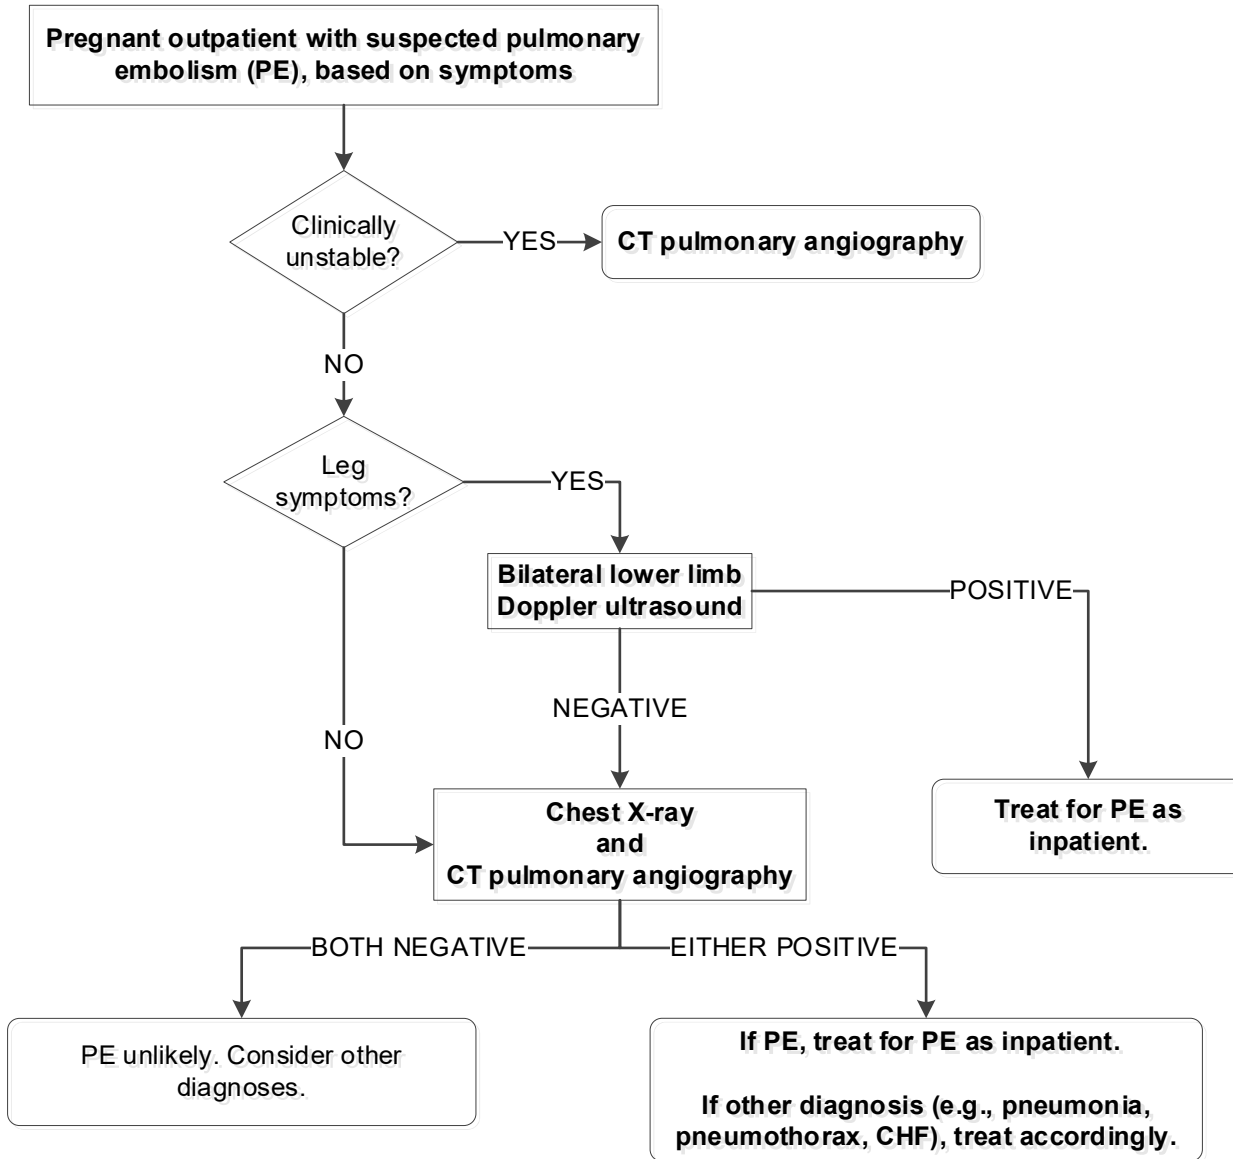 Pregnant outpatient with suspected pulmonary
embolism (PE), based on symptoms
Clinically
unstable?
YES
CT pulmonary angiography
NO
Leg
symptoms?
YES
Bilateral lower limb
Doppler ultrasound
POSITIVE
NEGATIVE
NO
Treat for PE as
inpatient.
Chest X-ray
and
CT pulmonary angiography
BOTH NEGATIVE
EITHER POSITIVE
PE unlikely. Consider other
diagnoses.
If PE, treat for PE as inpatient.
If other diagnosis (e.g., pneumonia,
pneumothorax, CHF), treat accordingly.